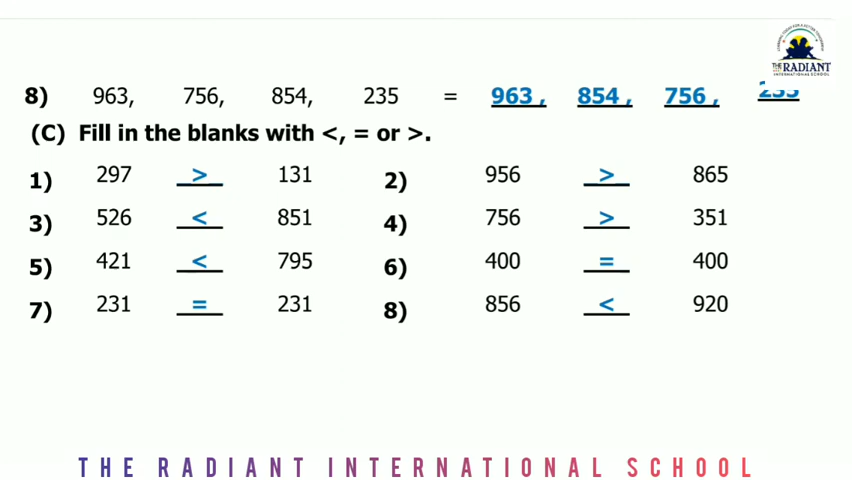 THE RADIANT
INTERNATIONAL SCHOOL
8) 963, 756, 854, 235 = 963 , 854 , 756 , 235
(C) Fill in the blanks with <, = or >.
1) 297 > 131 2) 956 > 865
3) 526 < 851 4) 756 > 351
5) 421 < 795 6) 400 = 400
7) 231 = 231 8) 856 < 920
THE RADIANT INTERNATIONAL SCHOOL